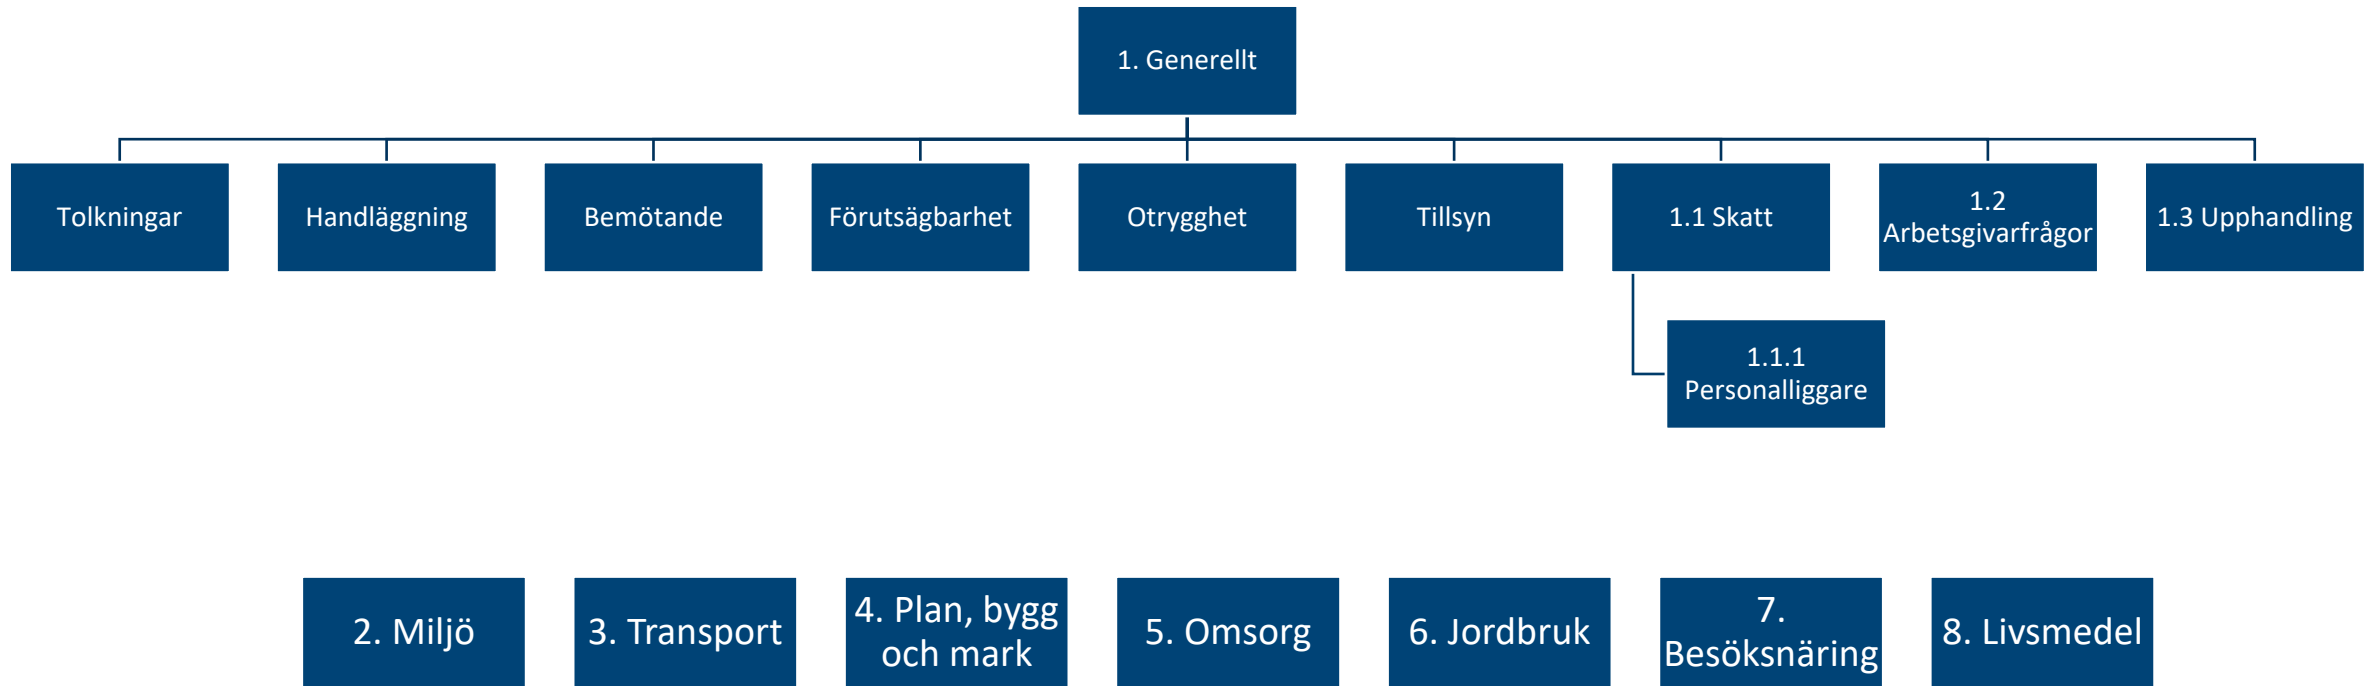 1. Generellt
Tolkningar
Handläggning
Bemötande
Förutsägbarhet
Otrygghet
Tillsyn
1.1 Skatt
1.2
Arbetsgivarfrågor
1.3 Upphandling
1.1.1
Personalliggare
2. Miljö
3. Transport
4. Plan, bygg
och mark
5. Omsorg
6. Jordbruk
7.
Besöksnäring
8. Livsmedel